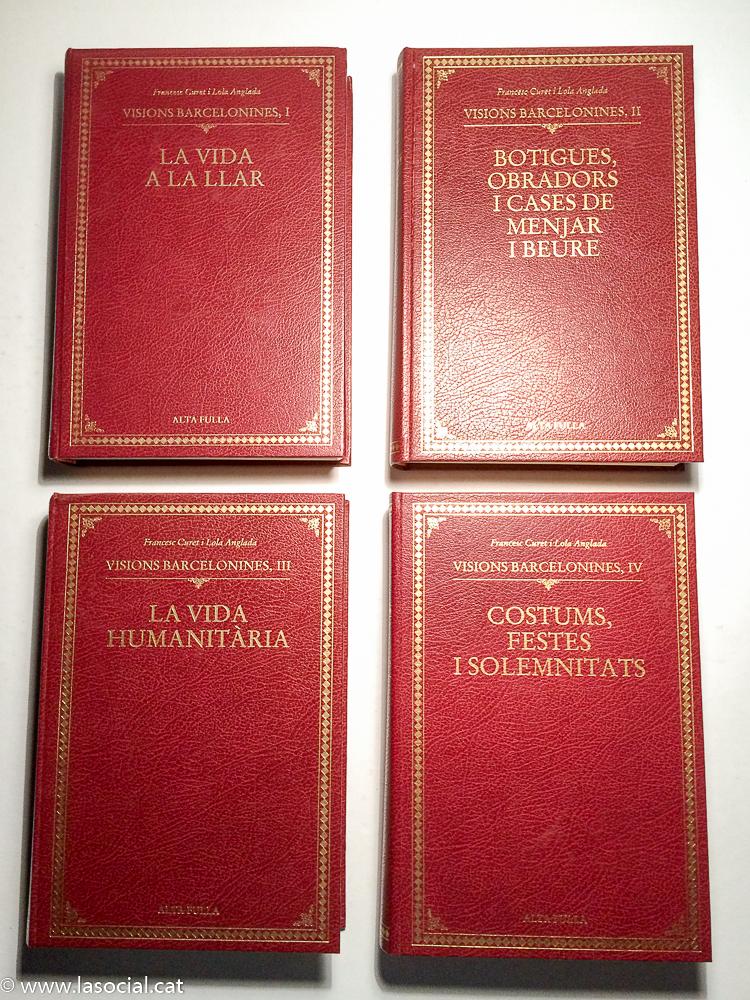 Francesc Curet i Lola Anglada
VISIONS BARCELONINES, I
LA VIDA
A LA LLAR
ALTA FULLA
Francesc Curet i Lola Anglada
VISIONS BARCELONINES, II
BOTIGUES,
OBRADORS
I CASES DE
MENJAR
I BEURE
ALTA FULLA
Francesc Curet i Lola Anglada
VISIONS BARCELONINES, III
LA VIDA
HUMANITÀRIA
ALTA FULLA
Francesc Curet i Lola Anglada
VISIONS BARCELONINES, IV
COSTUMS,
FESTES
I SOLEMNITATS
ALTA FULLA
© www.lasocial.cat